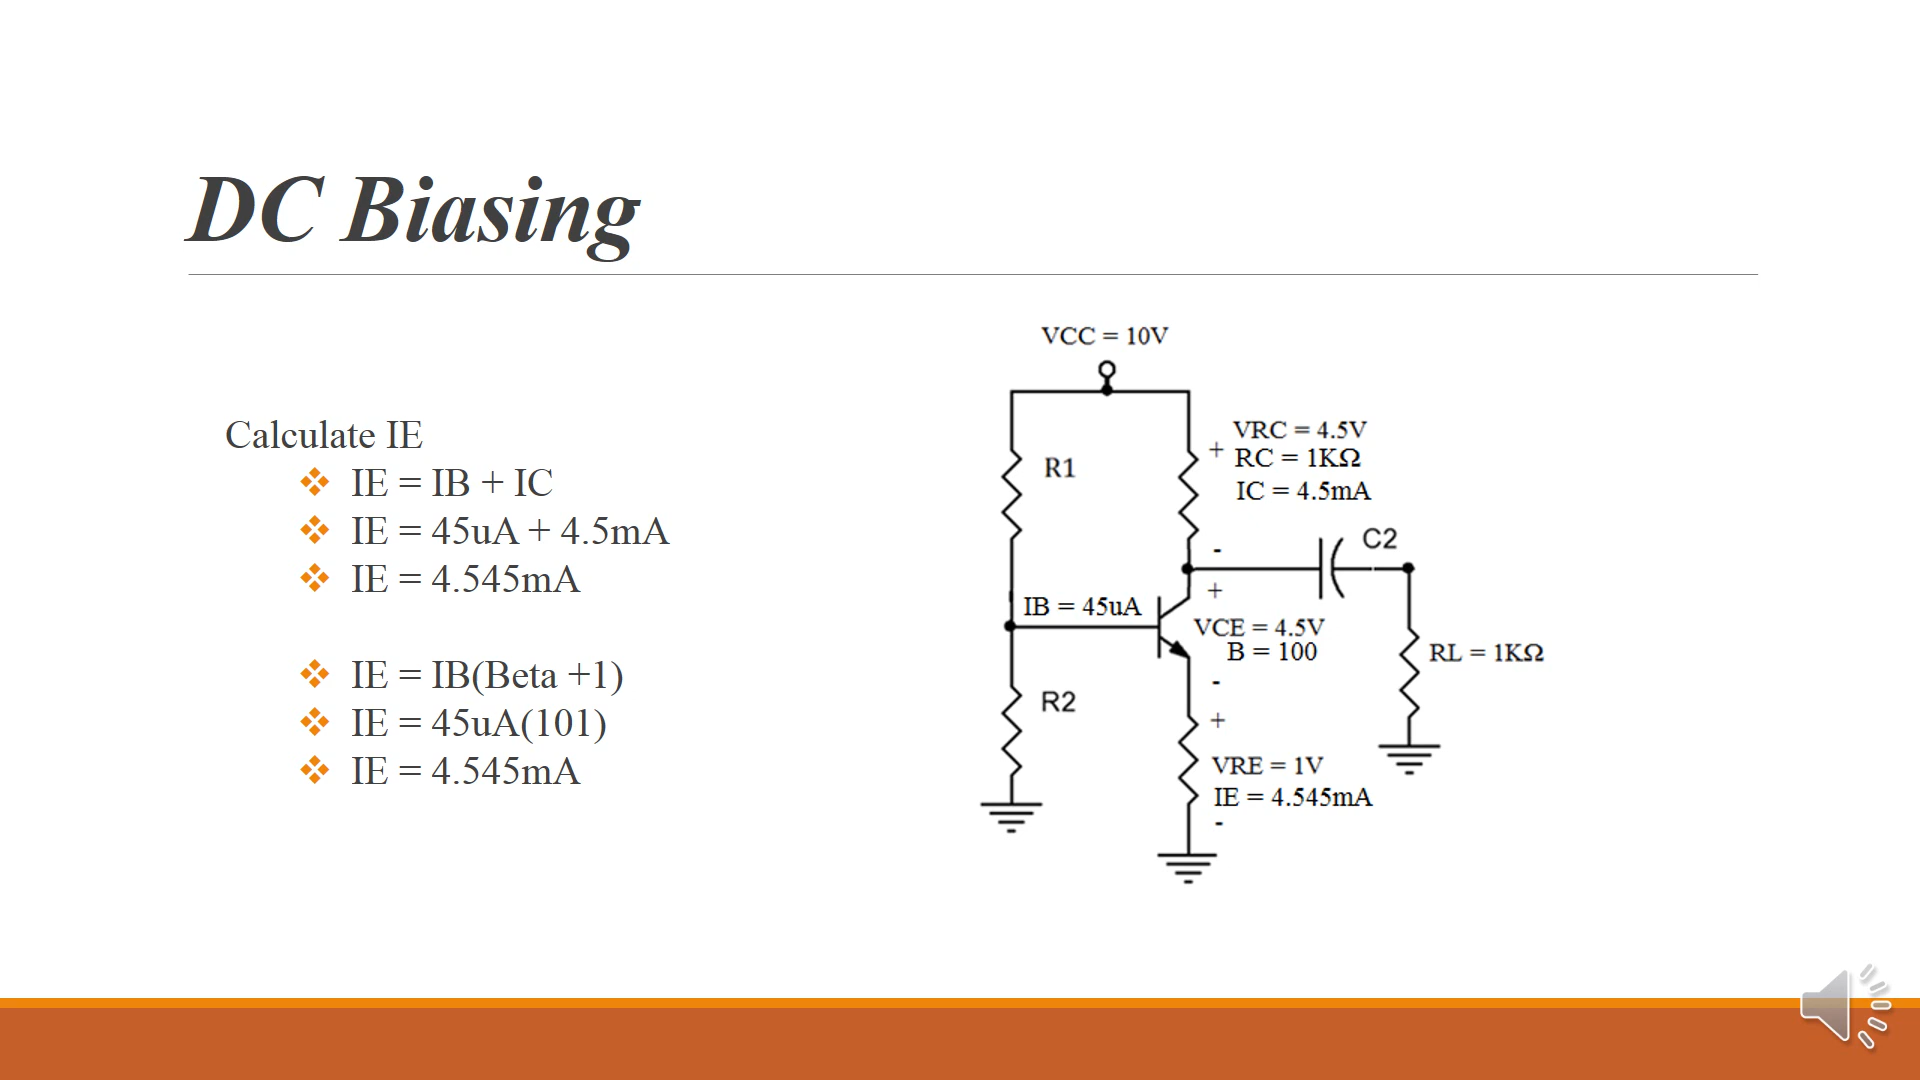 DC Biasing
Calculate IE
IE = IB + IC
IE = 45uA + 4.5mA
IE = 4.545mA
IE = IB(Beta +1)
IE = 45uA(101)
IE = 4.545mA
VCC = 10V
R1
+
VRC = 4.5V
RC = 1KΩ
IC = 4.5mA
-
C2
+
IB = 45uA
VCE = 4.5V
B = 100
-
RL = 1KΩ
R2
+
VRE = 1V
IE = 4.545mA
-